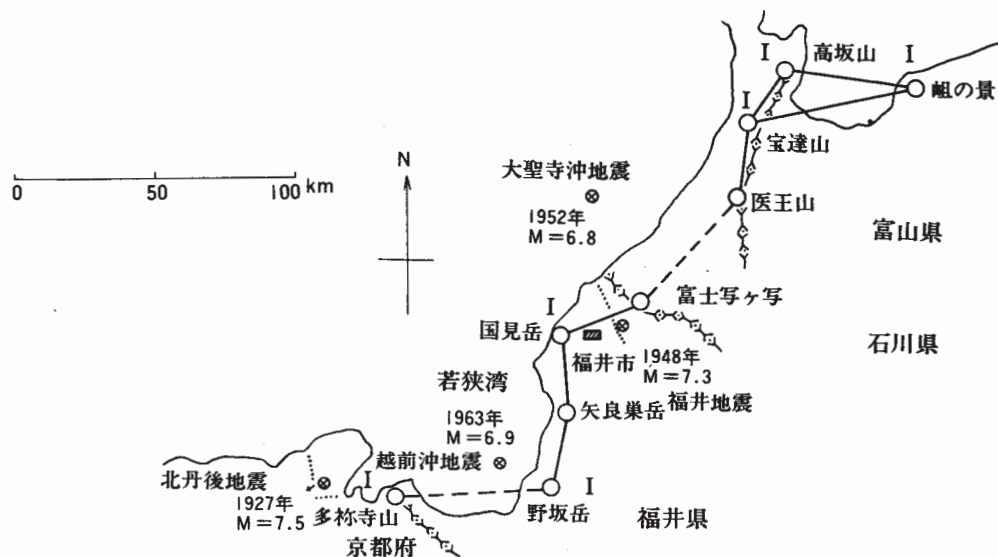 I
高坂山
I
岨の景
I
宝達山
N
0
50
100
km
大聖寺沖地震
1952年
M=6.8
医王山
富山県
富士写ヶ写
I
国見岳
福井市
1948年
M=7.3
福井地震
石川県
若狭湾
矢良巣岳
1963年
M=6.9
越前沖地震
北丹後地震
1927年
M=7.5
I
多祢寺山
野坂岳
I
福井県
京都府